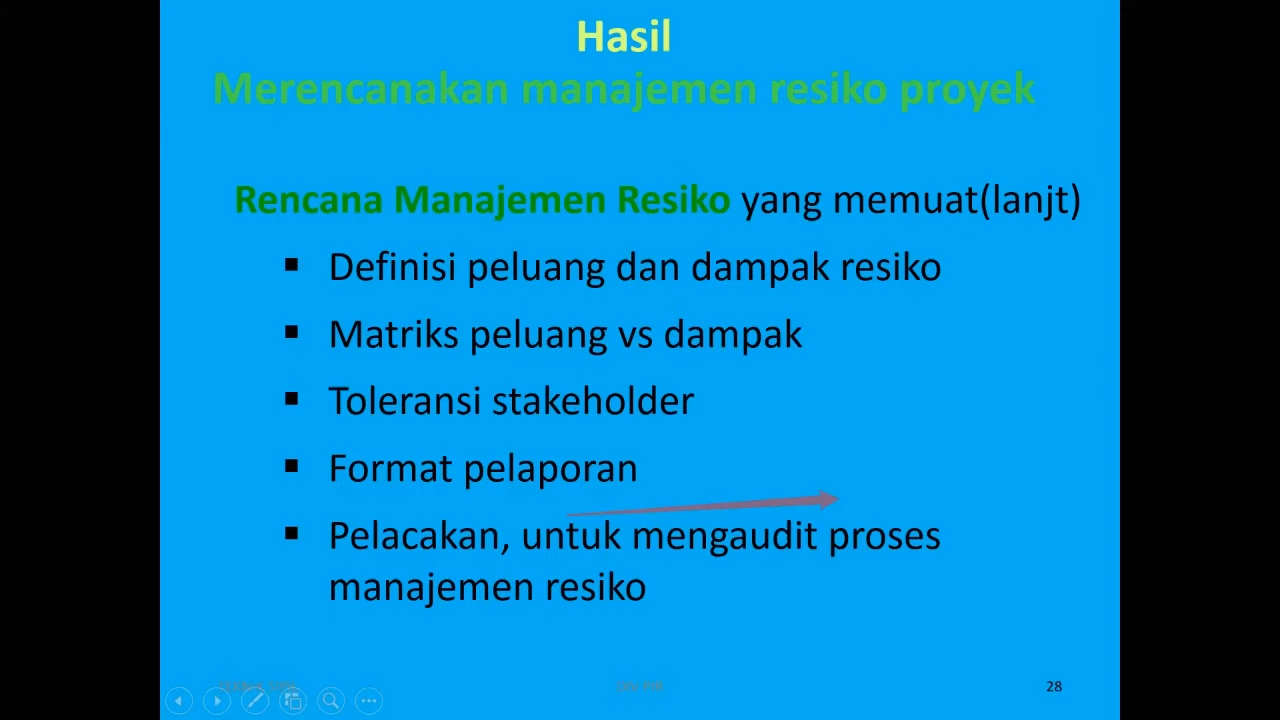 Hasil
Merencanakan manajemen resiko proyek
Rencana Manajemen Resiko yang memuat(lanjt)
▪ Definisi peluang dan dampak resiko
▪ Matriks peluang vs dampak
▪ Toleransi stakeholder
▪ Format pelaporan
▪ Pelacakan, untuk mengaudit proses
manajemen resiko
28